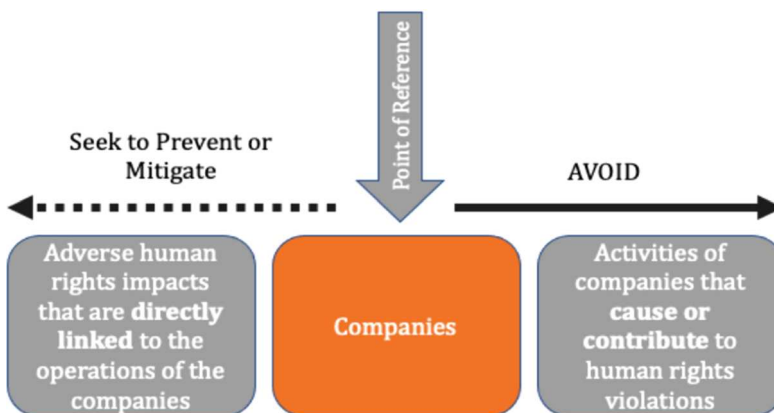 Point of Reference
Seek to Prevent or
Mitigate
AVOID
Adverse human
rights impacts
that are directly
linked to the
operations of the
companies
Companies
Activities of
companies that
cause or
contribute to
human rights
violations